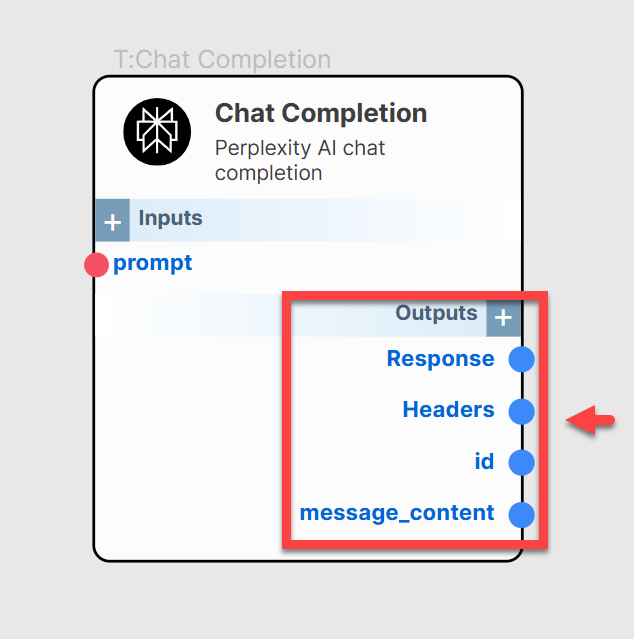 T:Chat Completion
Chat Completion
Perplexity AI chat
completion
+ Inputs
prompt
Outputs +
Response
Headers
id
message_content